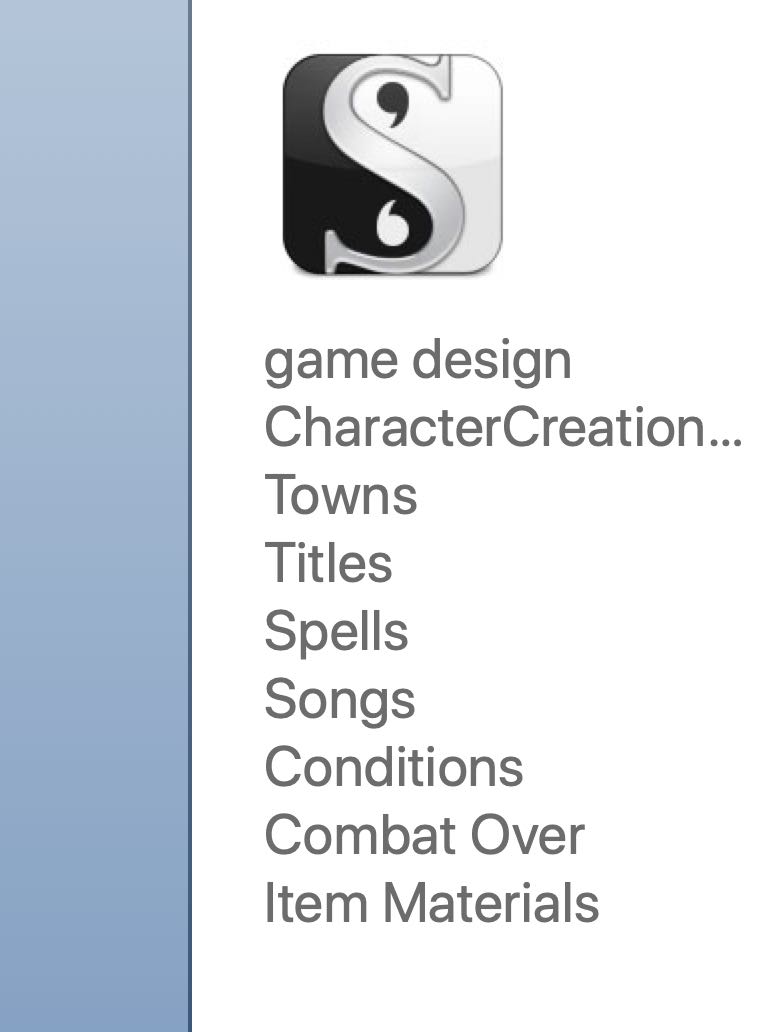 S
game design
CharacterCreation...
Towns
Titles
Spells
Songs
Conditions
Combat Over
Item Materials